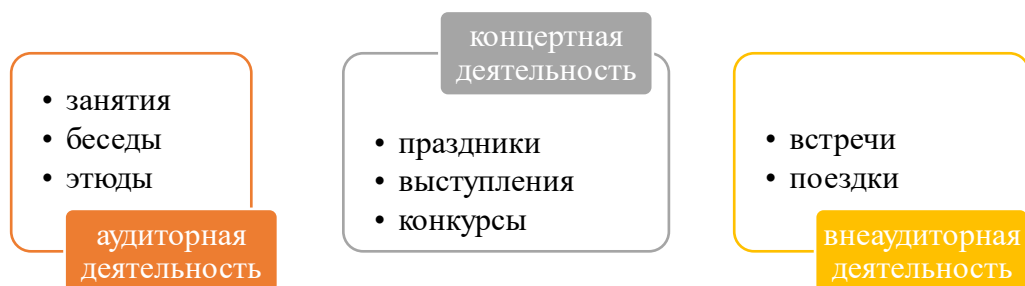 • занятия
• беседы
• этюды
аудиторная
деятельность
концертная
деятельность
• праздники
• выступления
• конкурсы
• встречи
• поездки
внеаудиторная
деятельность